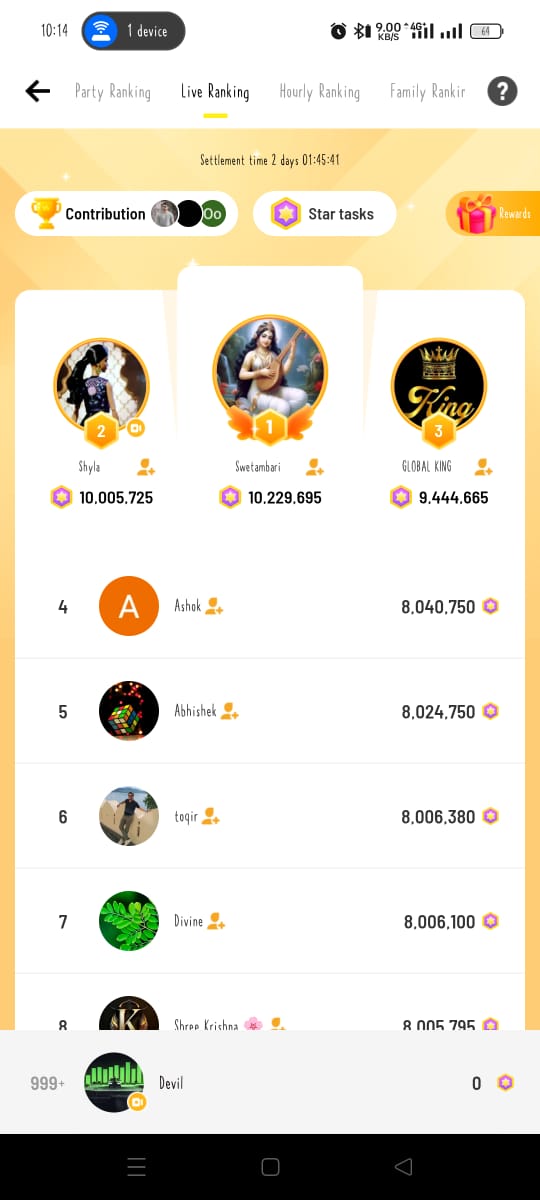 10:14
1 device
9.00 KB/S
4G+
64
Party Ranking
Live Ranking
Hourly Ranking
Family Rankin
?
Settlement time 2 days 01:45:41
Contribution
Oo
Star tasks
Rewards
King
2
1
3
Shyla
Swetambari
GLOBAL KING
10,005,725
10,229,695
9,444,665
4 A Ashok 8,040,750
5 Abhishek 8,024,750
6 toqir 8,006,380
7 Divine 8,006,100
8 K Shree Krishna 🌸 8,005,795
999+ Devil 0